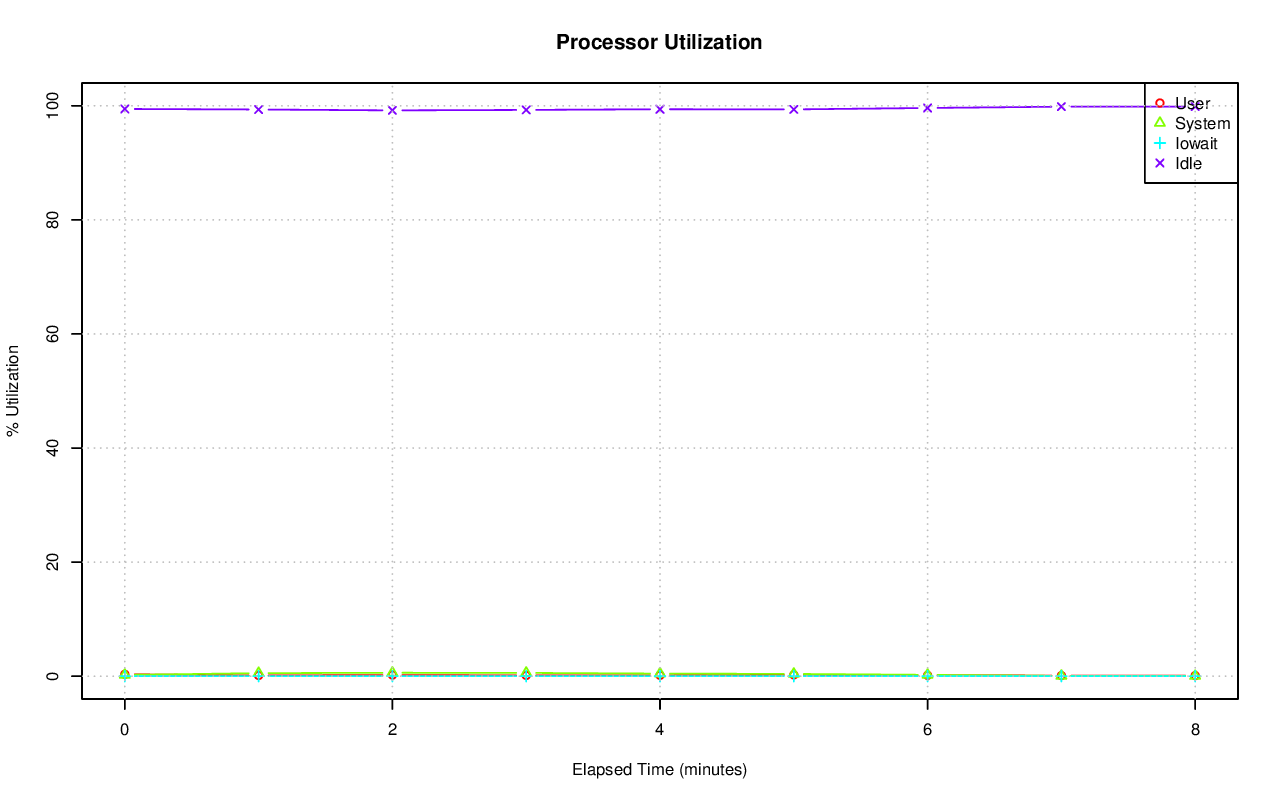 Processor Utilization
100
80
60
40
20
0
% Utilization
User
System
Iowait
Idle
0 2 4 6 8
Elapsed Time (minutes)